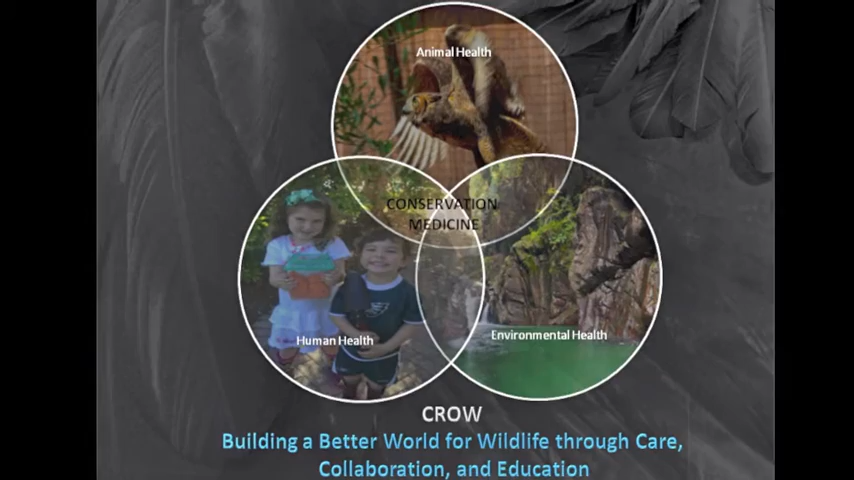 Animal Health
CONSERVATION
MEDICINE
Human Health
Environmental Health
CROW
Building a Better World for Wildlife through Care,
Collaboration, and Education